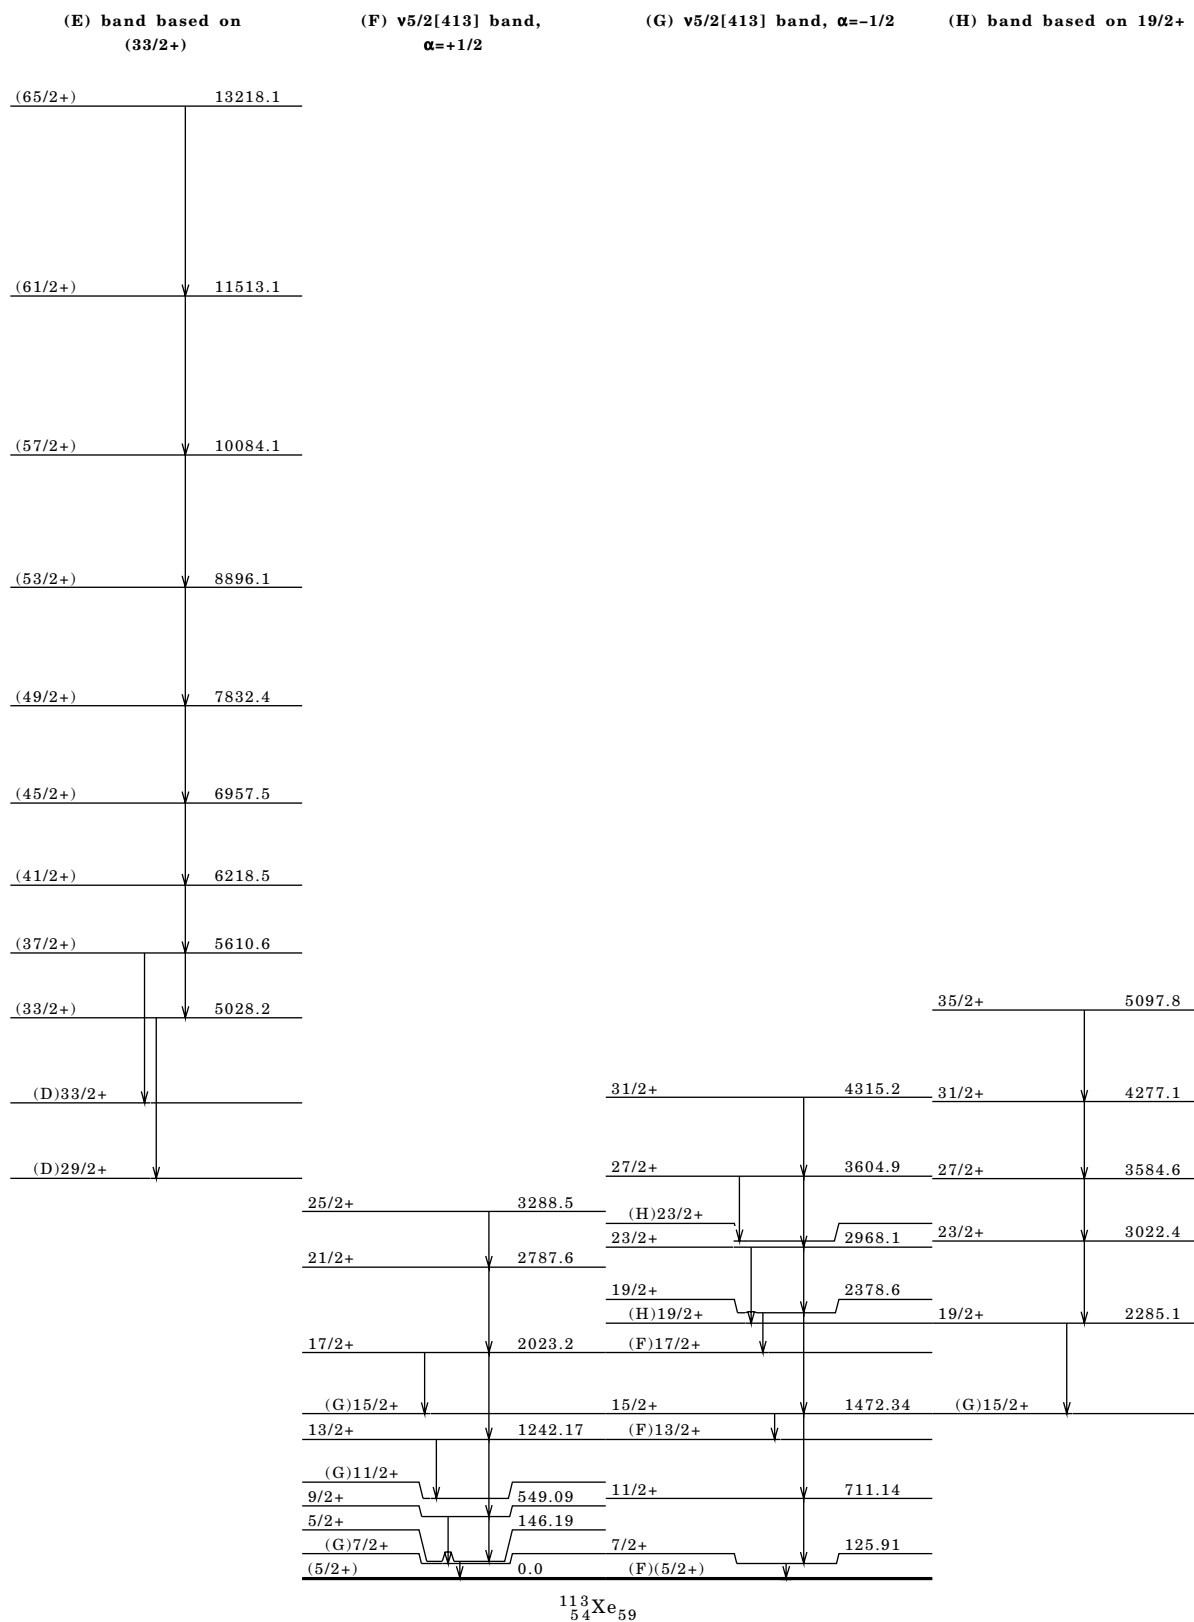 (E) band based on
(33/2+)
(65/2+) 13218.1
(61/2+) 11513.1
(57/2+) 10084.1
(53/2+) 8896.1
(49/2+) 7832.4
(45/2+) 6957.5
(41/2+) 6218.5
(37/2+) 5610.6
(33/2+) 5028.2
(D)33/2+
(D)29/2+
(F) ν5/2[413] band,
α=+1/2
25/2+ 3288.5
21/2+ 2787.6
17/2+ 2023.2
(G)15/2+
13/2+ 1242.17
(G)11/2+
9/2+ 549.09
5/2+ 146.19
(G)7/2+
(5/2+) 0.0
(G) ν5/2[413] band, α=−1/2
31/2+ 4315.2
27/2+ 3604.9
(H)23/2+
23/2+ 2968.1
19/2+ 2378.6
(H)19/2+
(F)17/2+
15/2+ 1472.34
(F)13/2+
11/2+ 711.14
7/2+ 125.91
(F)(5/2+)
(H) band based on 19/2+
35/2+ 5097.8
31/2+ 4277.1
27/2+ 3584.6
23/2+ 3022.4
19/2+ 2285.1
(G)15/2+
¹¹³₅₄Xe₅₉